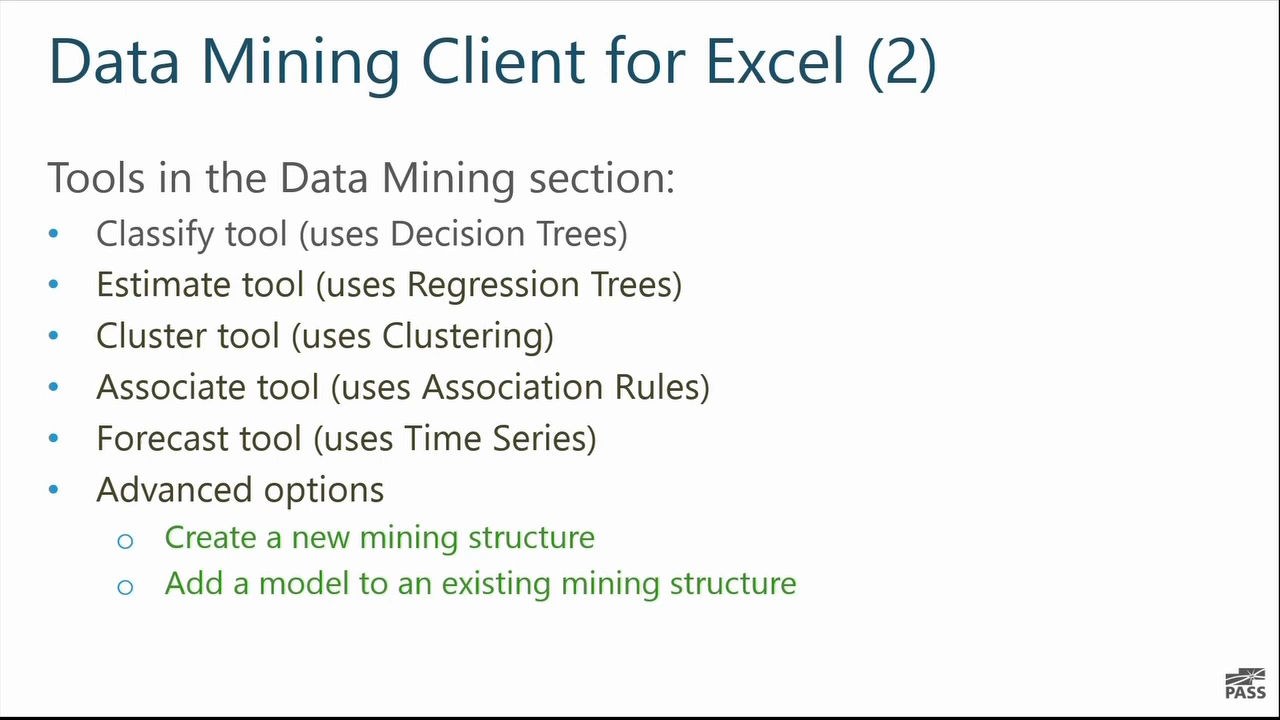 Data Mining Client for Excel (2)
Tools in the Data Mining section:
• Classify tool (uses Decision Trees)
• Estimate tool (uses Regression Trees)
• Cluster tool (uses Clustering)
• Associate tool (uses Association Rules)
• Forecast tool (uses Time Series)
• Advanced options
o Create a new mining structure
o Add a model to an existing mining structure
PASS